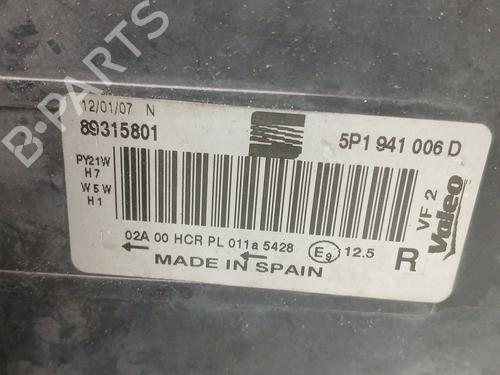 B-PARTS
12/01/07 N
89315801
5P1 941 006 D
PY21W
H7
W5W
H1
VF 2
Valeo
02A 00 HCR PL 011a 5428 E9 12.5 R
MADE IN SPAIN